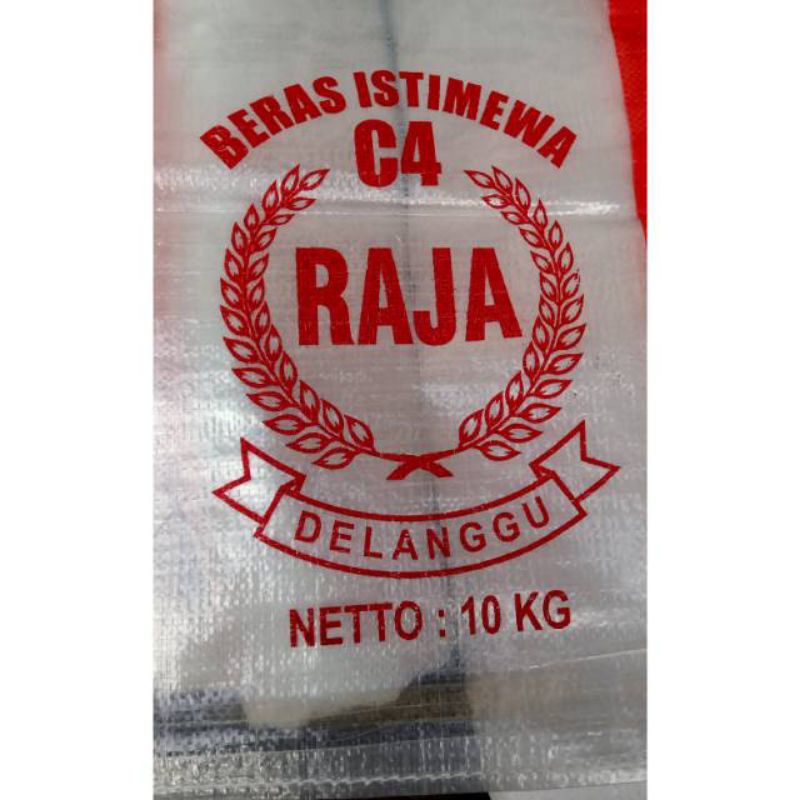 BERAS ISTIMEWA
C4
RAJA
DELANGGU
NETTO : 10 KG